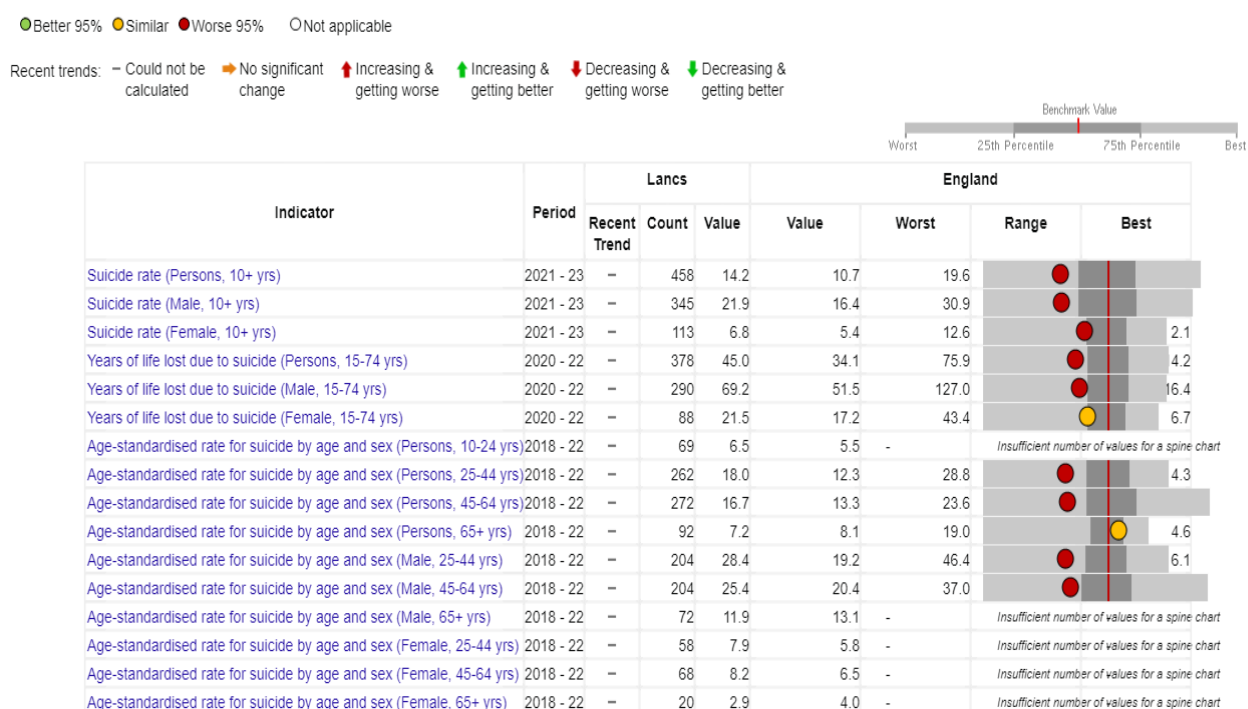 Better 95% Similar Worse 95% Not applicable
Recent trends: – Could not be calculated No significant change Increasing & getting worse Increasing & getting better Decreasing & getting worse Decreasing & getting better
Benchmark Value
Worst 25th Percentile 75th Percentile Best
Lancs England
Indicator Period Recent Trend Count Value Value Worst Range Best
Suicide rate (Persons, 10+ yrs) 2021 - 23 – 458 14.2 10.7 19.6
Suicide rate (Male, 10+ yrs) 2021 - 23 – 345 21.9 16.4 30.9
Suicide rate (Female, 10+ yrs) 2021 - 23 – 113 6.8 5.4 12.6 2.1
Years of life lost due to suicide (Persons, 15-74 yrs) 2020 - 22 – 378 45.0 34.1 75.9 4.2
Years of life lost due to suicide (Male, 15-74 yrs) 2020 - 22 – 290 69.2 51.5 127.0 16.4
Years of life lost due to suicide (Female, 15-74 yrs) 2020 - 22 – 88 21.5 17.2 43.4 6.7
Age-standardised rate for suicide by age and sex (Persons, 10-24 yrs) 2018 - 22 – 69 6.5 5.5 - Insufficient number of values for a spine chart
Age-standardised rate for suicide by age and sex (Persons, 25-44 yrs) 2018 - 22 – 262 18.0 12.3 28.8 4.3
Age-standardised rate for suicide by age and sex (Persons, 45-64 yrs) 2018 - 22 – 272 16.7 13.3 23.6
Age-standardised rate for suicide by age and sex (Persons, 65+ yrs) 2018 - 22 – 92 7.2 8.1 19.0 4.6
Age-standardised rate for suicide by age and sex (Male, 25-44 yrs) 2018 - 22 – 204 28.4 19.2 46.4 6.1
Age-standardised rate for suicide by age and sex (Male, 45-64 yrs) 2018 - 22 – 204 25.4 20.4 37.0
Age-standardised rate for suicide by age and sex (Male, 65+ yrs) 2018 - 22 – 72 11.9 13.1 - Insufficient number of values for a spine chart
Age-standardised rate for suicide by age and sex (Female, 25-44 yrs) 2018 - 22 – 58 7.9 5.8 - Insufficient number of values for a spine chart
Age-standardised rate for suicide by age and sex (Female, 45-64 yrs) 2018 - 22 – 68 8.2 6.5 - Insufficient number of values for a spine chart
Age-standardised rate for suicide by age and sex (Female, 65+ yrs) 2018 - 22 – 20 2.9 4.0 - Insufficient number of values for a spine chart